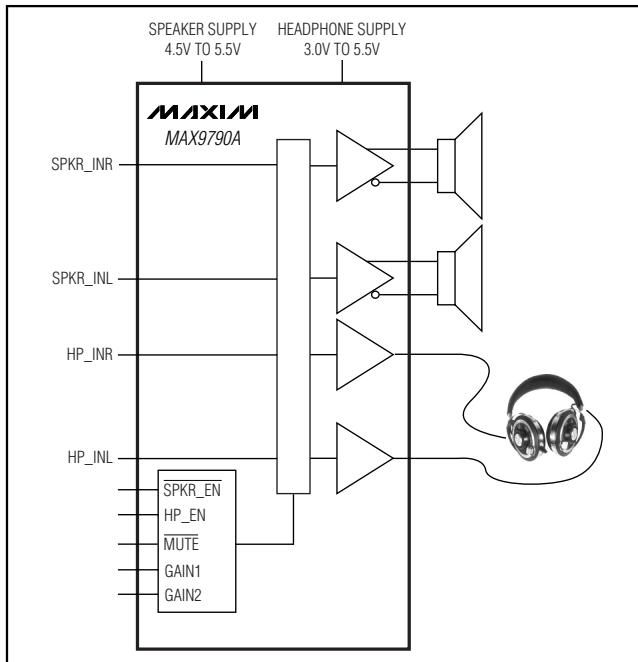 SPEAKER SUPPLY
4.5V TO 5.5V
HEADPHONE SUPPLY
3.0V TO 5.5V
MAXIM
MAX9790A
SPKR_INR
SPKR_INL
HP_INR
HP_INL
SPKR_EN
HP_EN
MUTE
GAIN1
GAIN2